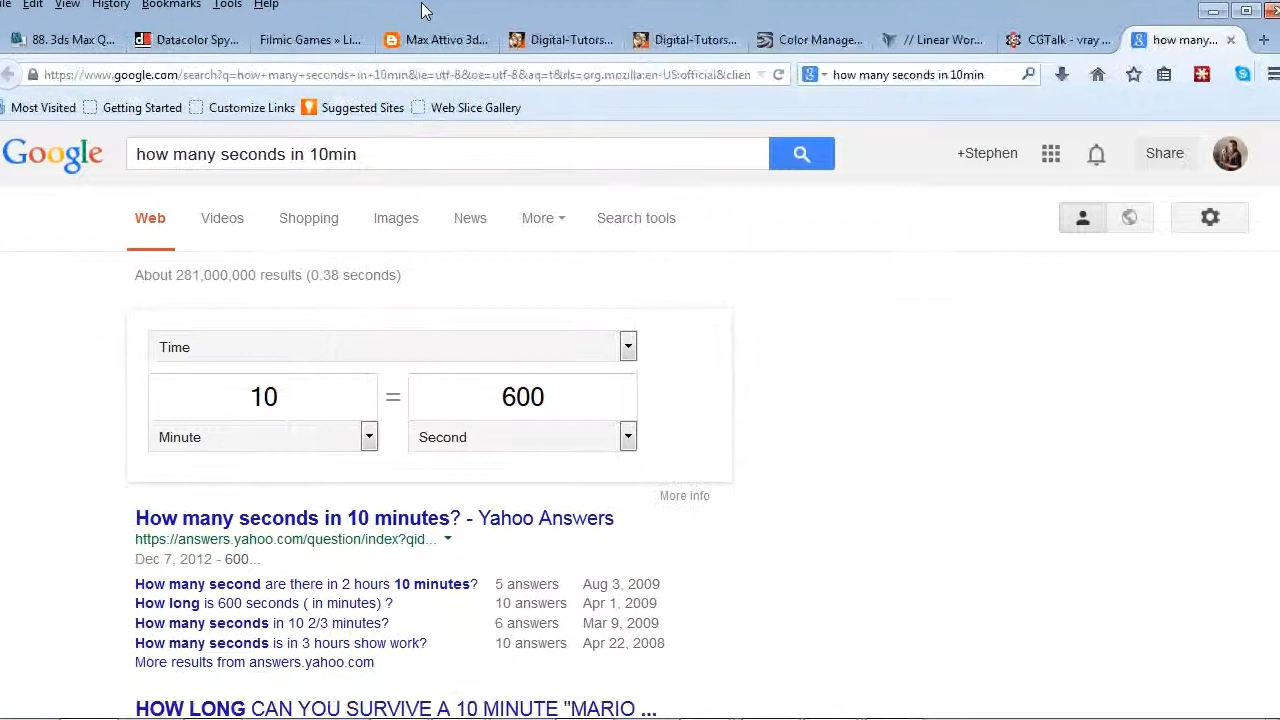 Edit View History Bookmarks Tools Help
88. 3ds Max Q... Datacolor Spy... Filmic Games » Li... Max Attivo 3d... Digital-Tutors... Digital-Tutors... Color Manage... // Linear Wor... CGTalk - vray ... how many...
https://www.google.com/search?q=how+many+seconds+in+10min&ie=utf-8&oe=utf-8&aq=t&rls=org.mozilla:en-US:official&clien how many seconds in 10min
Most Visited Getting Started Customize Links Suggested Sites Web Slice Gallery
Google how many seconds in 10min +Stephen Share
Web Videos Shopping Images News More Search tools
About 281,000,000 results (0.38 seconds)
Time
10 = 600
Minute Second
More info
How many seconds in 10 minutes? - Yahoo Answers
https://answers.yahoo.com/question/index?qid...
Dec 7, 2012 - 600...
How many second are there in 2 hours 10 minutes? 5 answers Aug 3, 2009
How long is 600 seconds ( in minutes) ? 10 answers Apr 1, 2009
How many seconds in 10 2/3 minutes? 6 answers Mar 9, 2009
How many seconds is in 3 hours show work? 10 answers Apr 22, 2008
More results from answers.yahoo.com
HOW LONG CAN YOU SURVIVE A 10 MINUTE "MARIO ...